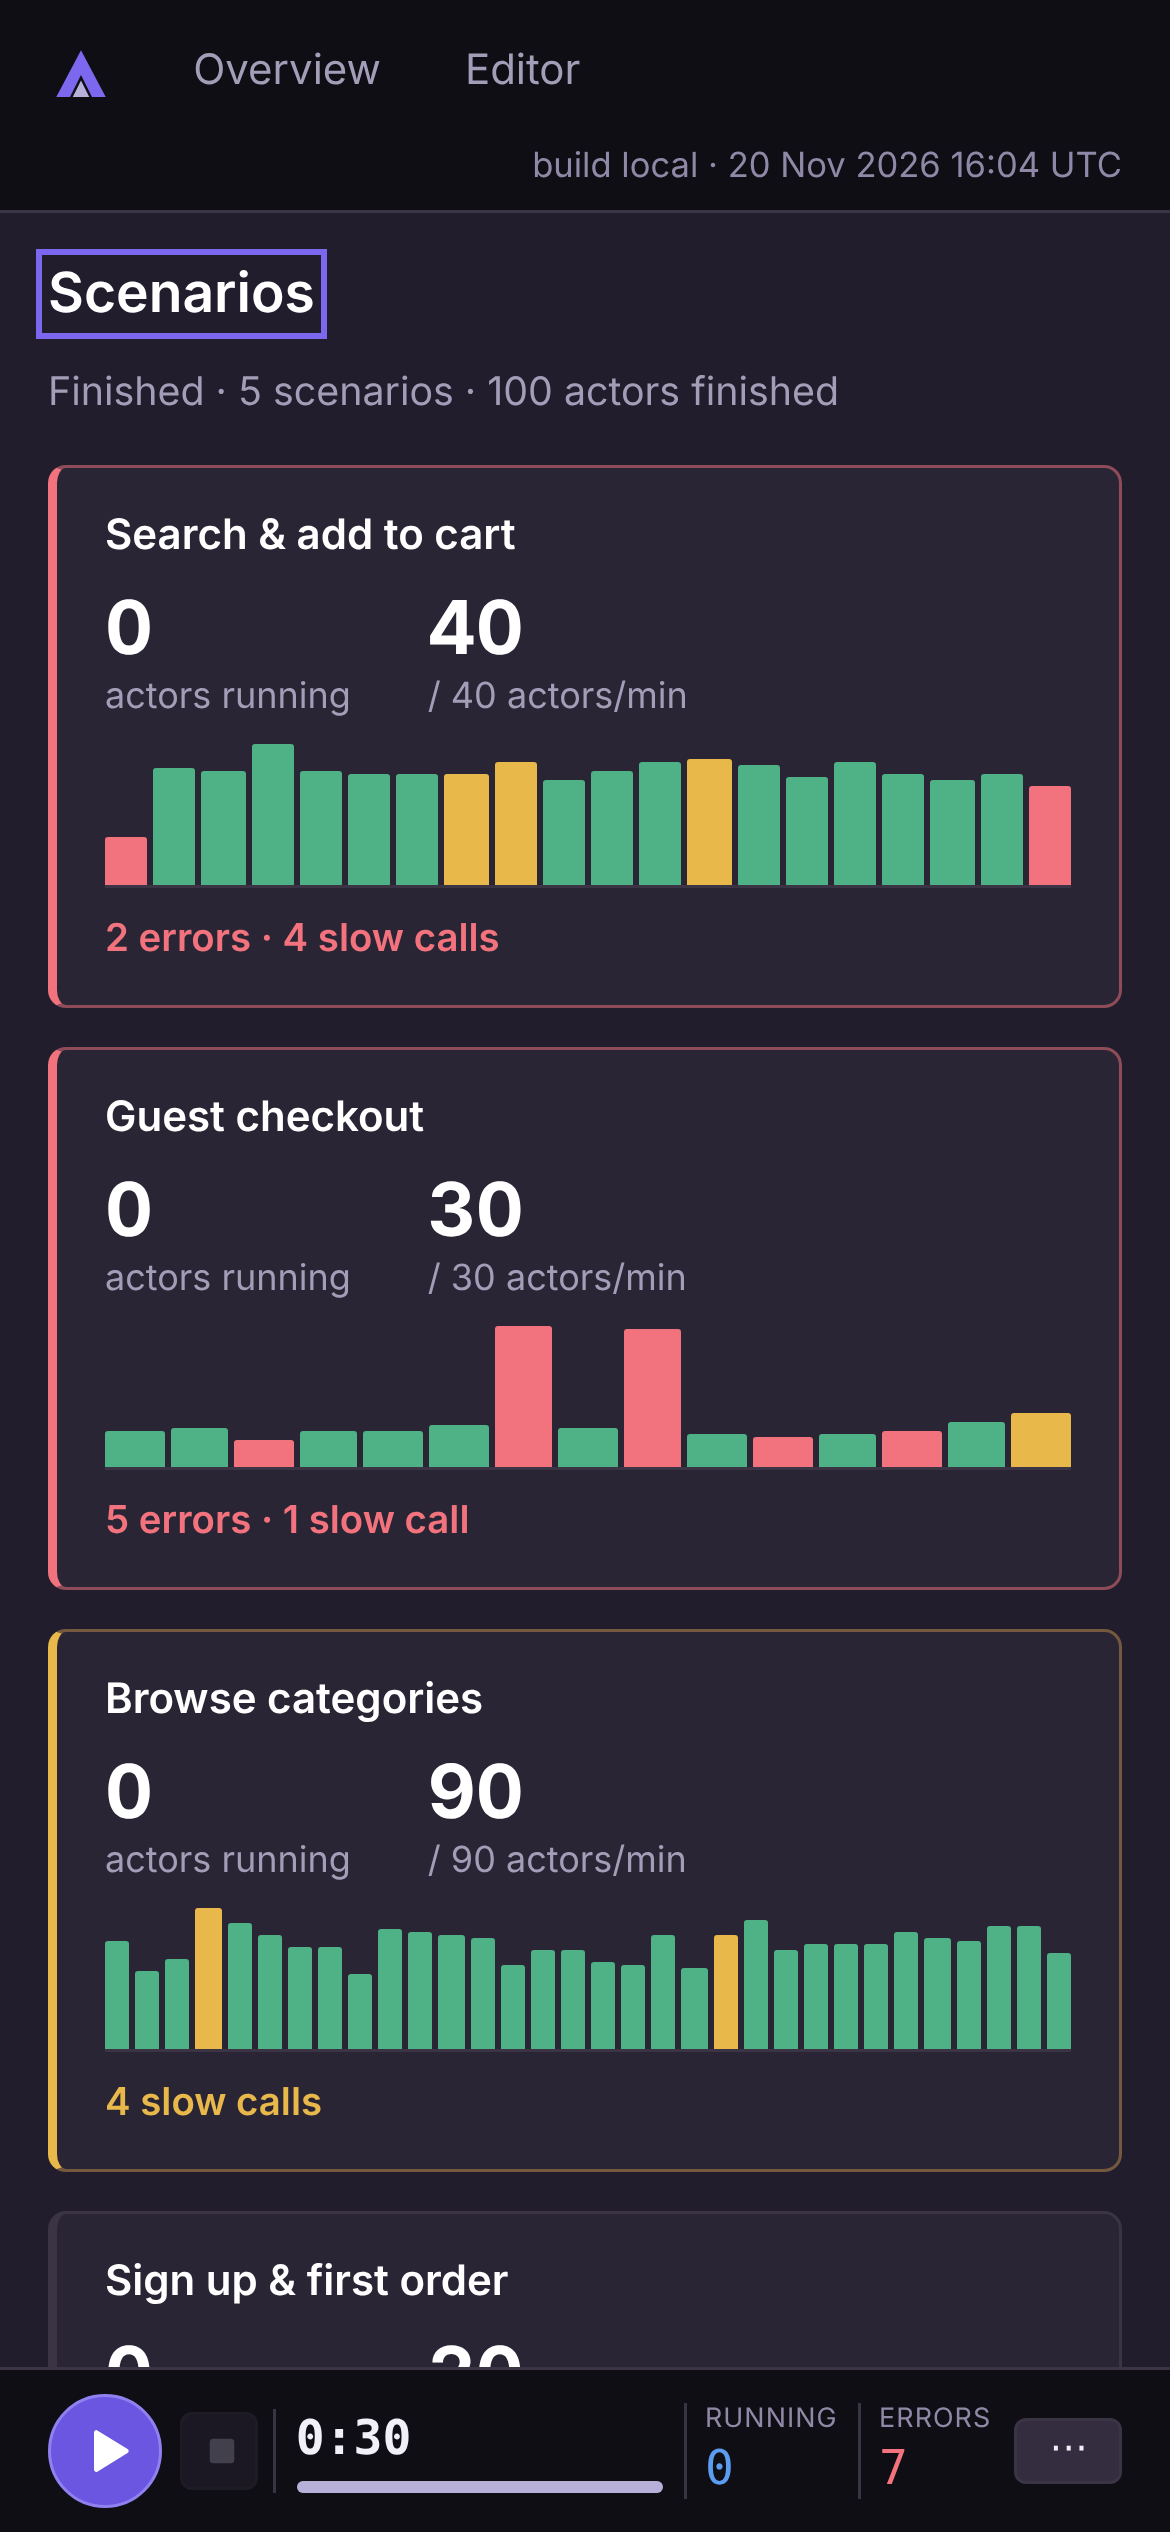 Overview Editor
build local · 20 Nov 2026 16:04 UTC
Scenarios
Finished · 5 scenarios · 100 actors finished
Search & add to cart
0 40
actors running / 40 actors/min
2 errors · 4 slow calls
Guest checkout
0 30
actors running / 30 actors/min
5 errors · 1 slow call
Browse categories
0 90
actors running / 90 actors/min
4 slow calls
Sign up & first order
0 20
0:30
RUNNING ERRORS
0 7
...